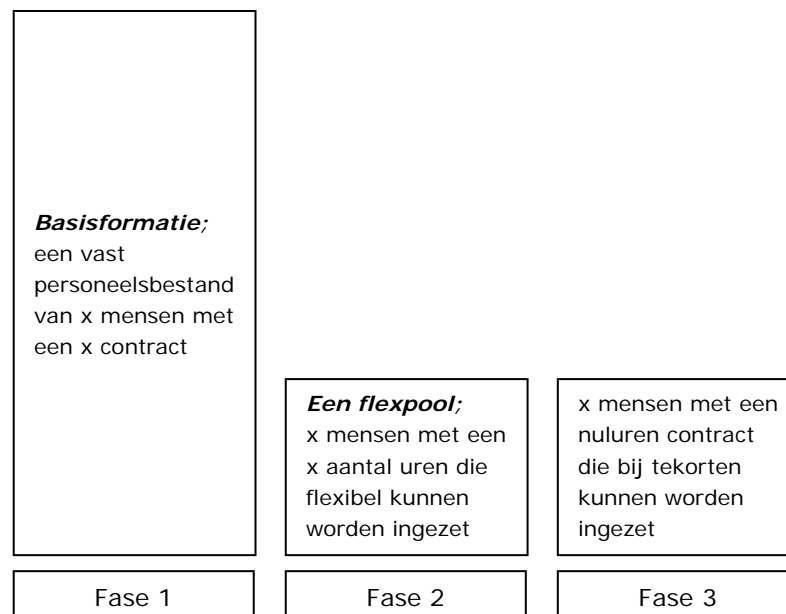 Basisformatie;
een vast
personeelsbestand
van x mensen met
een x contract
Een flexpool;
x mensen met een
x aantal uren die
flexibel kunnen
worden ingezet
x mensen met een
nuluren contract
die bij tekorten
kunnen worden
ingezet
Fase 1
Fase 2
Fase 3